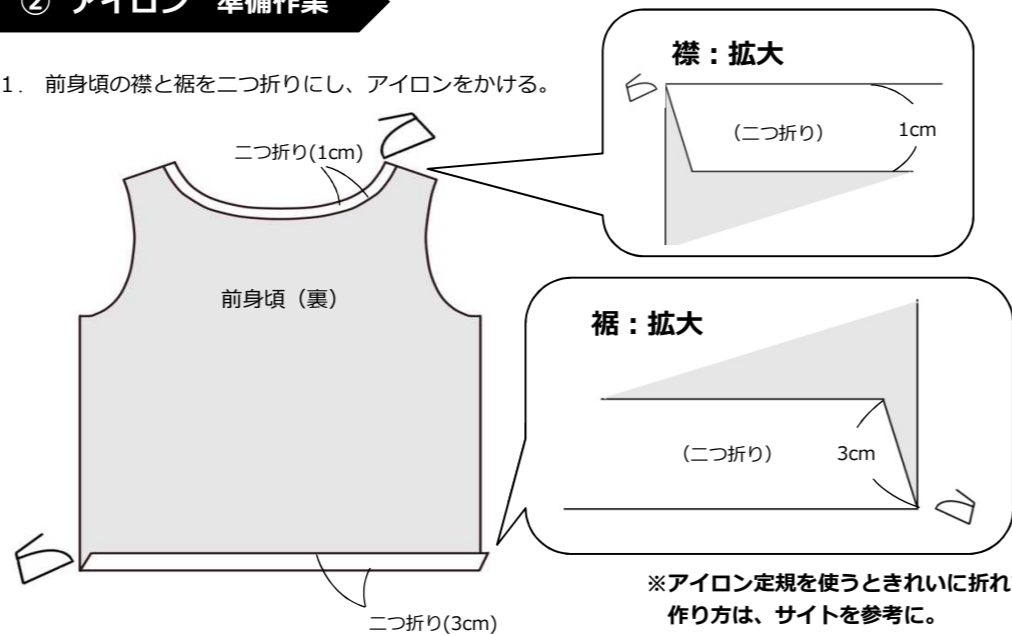 ② アイロン 準備作業
1. 前身頃の襟と裾を二つ折りにし、アイロンをかける。
襟：拡大
(二つ折り)
1cm
二つ折り(1cm)
前身頃（裏）
裾：拡大
(二つ折り)
3cm
※アイロン定規を使うときれいに折れ
作り方は、サイトを参考に。
二つ折り(3cm)